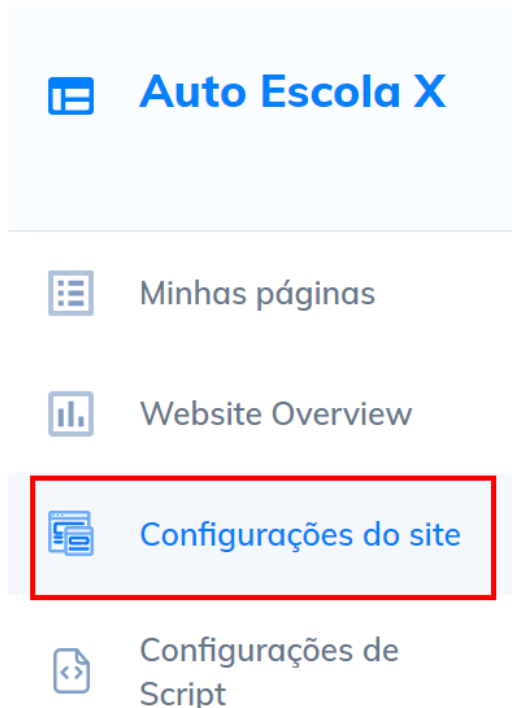 Auto Escola X
Minhas páginas
Website Overview
Configurações do site
Configurações de
Script